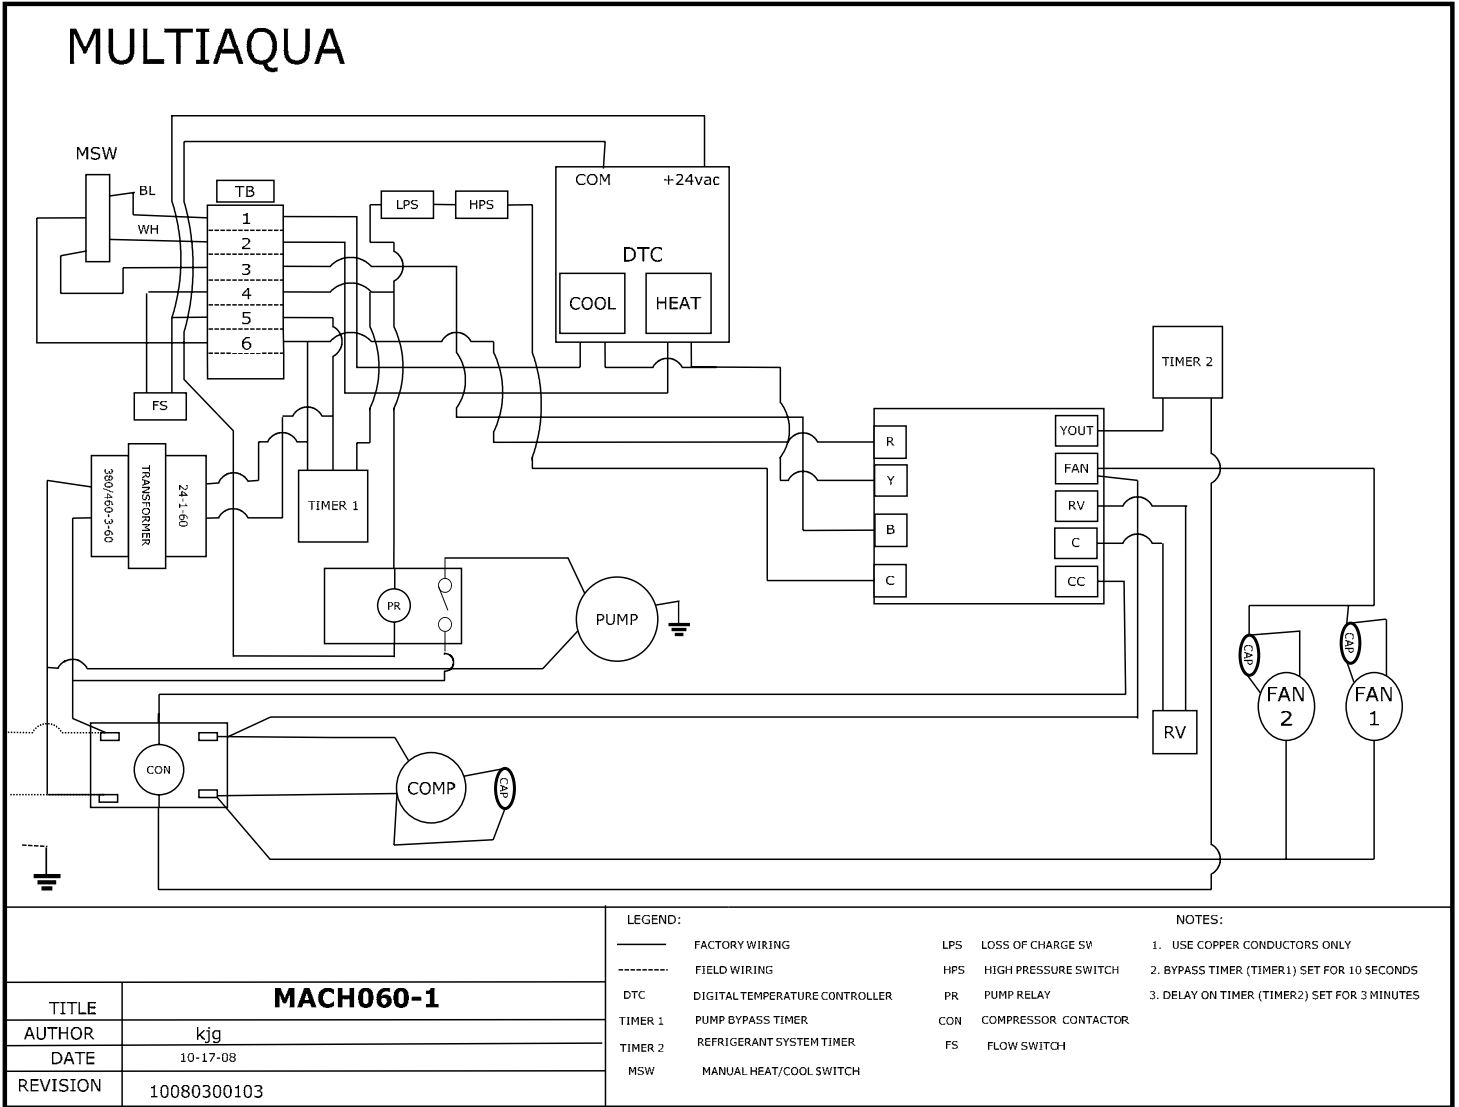 MULTIAQUA
MSW
BL
WH
TB
1
2
3
4
5
6
FS
LPS
HPS
COM
+24vac
DTC
COOL
HEAT
380/460-3-60
TRANSFORMER
24-1-60
TIMER 1
PR
PUMP
R
Y
B
C
YOUT
FAN
RV
C
CC
TIMER 2
CAP
CAP
FAN
2
FAN
1
RV
CON
COMP
CAP
TITLE
MACH060-1
AUTHOR
kjg
DATE
10-17-08
REVISION
10080300103
LEGEND:
FACTORY WIRING
FIELD WIRING
DTC DIGITAL TEMPERATURE CONTROLLER
TIMER 1 PUMP BYPASS TIMER
TIMER 2 REFRIGERANT SYSTEM TIMER
MSW MANUAL HEAT/COOL SWITCH
LPS LOSS OF CHARGE SW
HPS HIGH PRESSURE SWITCH
PR PUMP RELAY
CON COMPRESSOR CONTACTOR
FS FLOW SWITCH
NOTES:
1. USE COPPER CONDUCTORS ONLY
2. BYPASS TIMER (TIMER1) SET FOR 10 SECONDS
3. DELAY ON TIMER (TIMER2) SET FOR 3 MINUTES